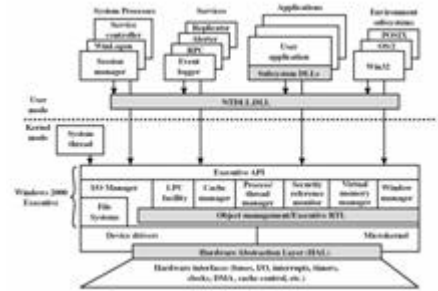 System Processes
Services
Applications
Environment
subsystems
Service
controller
WinLogon
Session
manager
Replicator
Alerter
RPC
Event
logger
User
application
Subsystem DLLs
POSIX
OS/2
Win32
User
mode
NTDLL.DLL
Kernel
mode
System
thread
Windows 2000
Executive
Executive API
I/O Manager
LPC
facility
Cache
manager
Process/
thread
manager
Security
reference
monitor
Virtual
memory
manager
Window
manager
File
Systems
Object management/Executive RTL
Device drivers
Microkernel
Hardware Abstraction Layer (HAL)
Hardware interfaces (buses, I/O, interrupts, timers,
clocks, DMA, cache control, etc.)